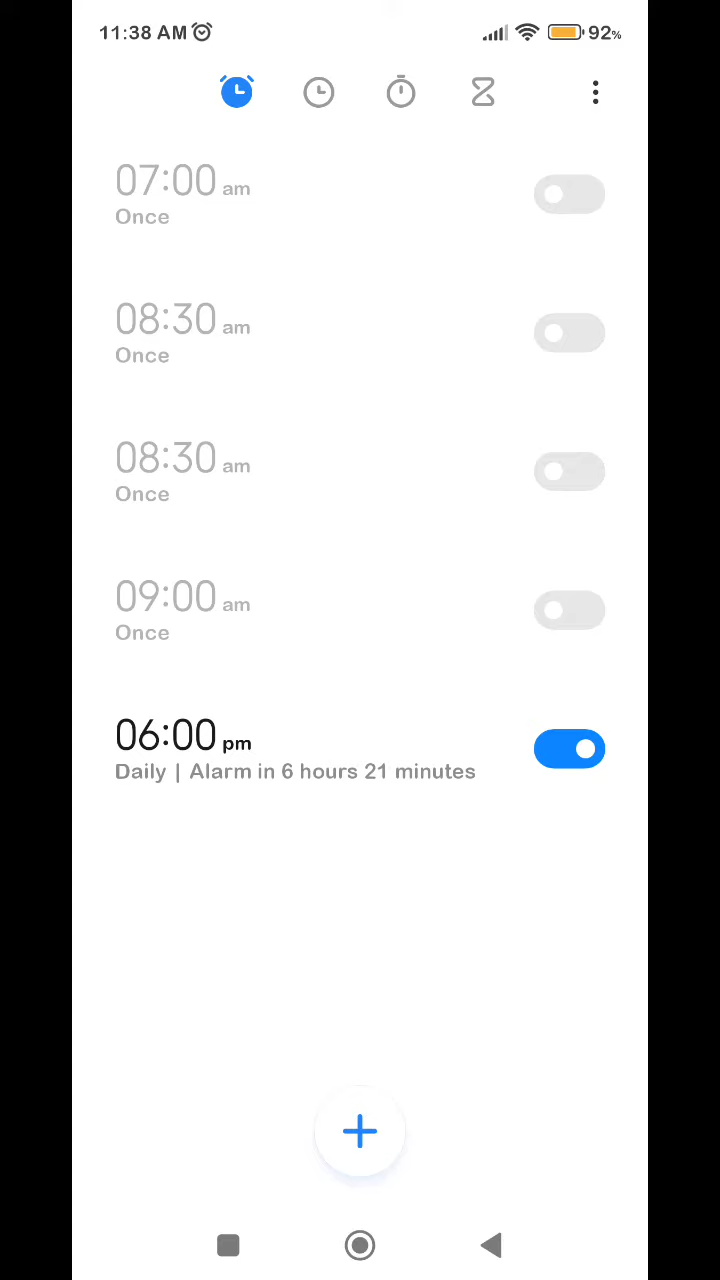 11:38 AM 92%
07:00 am
Once
08:30 am
Once
08:30 am
Once
09:00 am
Once
06:00 pm
Daily | Alarm in 6 hours 21 minutes